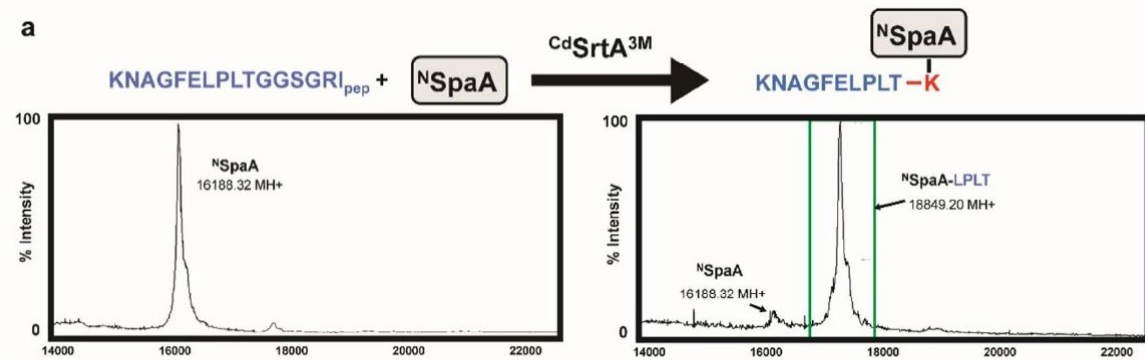 a
KNAGFELPLTGGSGRIpep + NSpaA
CdSrtA3M
NSpaA
KNAGFELPLT–K
100
% Intensity
0
NSpaA
16188.32 MH+
14000 16000 18000 20000 22000
100
% Intensity
0
NSpaA
16188.32 MH+
NSpaA-LPLT
18849.20 MH+
14000 16000 18000 20000 22000